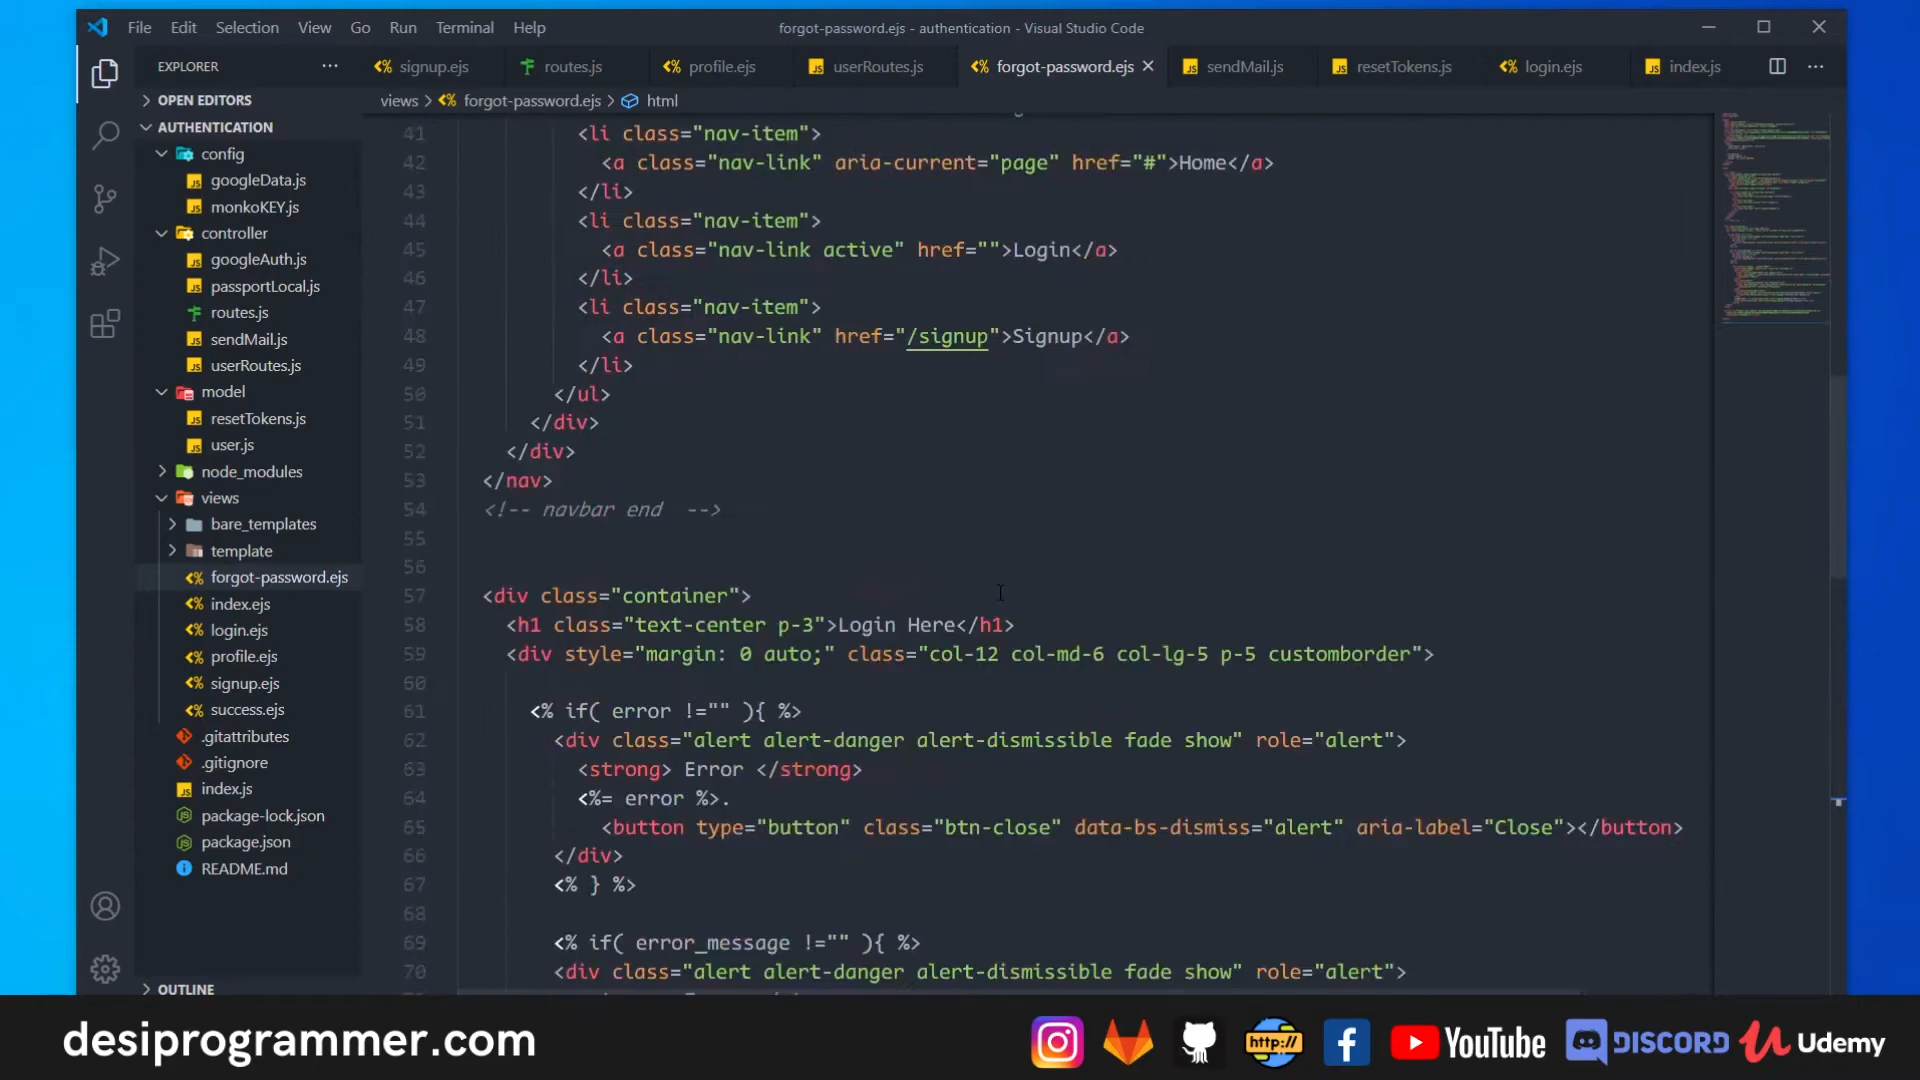 File Edit Selection View Go Run Terminal Help forgot-password.ejs - authentication - Visual Studio Code
EXPLORER
signup.ejs routes.js profile.ejs userRoutes.js forgot-password.ejs sendMail.js resetTokens.js login.ejs index.js
views > forgot-password.ejs > html
OPEN EDITORS
AUTHENTICATION
config
googleData.js
monkoKEY.js
controller
googleAuth.js
passportLocal.js
routes.js
sendMail.js
userRoutes.js
model
resetTokens.js
user.js
node_modules
views
bare_templates
template
forgot-password.ejs
index.ejs
login.ejs
profile.ejs
signup.ejs
success.ejs
.gitattributes
.gitignore
index.js
package-lock.json
package.json
README.md
OUTLINE
41 <li class="nav-item">
42 <a class="nav-link" aria-current="page" href="#">Home</a>
43 </li>
44 <li class="nav-item">
45 <a class="nav-link active" href="">Login</a>
46 </li>
47 <li class="nav-item">
48 <a class="nav-link" href="/signup">Signup</a>
49 </li>
50 </ul>
51 </div>
52 </div>
53 </nav>
54 <!-- navbar end -->
55
56
57 <div class="container">
58 <h1 class="text-center p-3">Login Here</h1>
59 <div style="margin: 0 auto;" class="col-12 col-md-6 col-lg-5 p-5 customborder">
60
61 <% if( error !="" ){ %>
62 <div class="alert alert-danger alert-dismissible fade show" role="alert">
63 <strong> Error </strong>
64 <%= error %>.
65 <button type="button" class="btn-close" data-bs-dismiss="alert" aria-label="Close"></button>
66 </div>
67 <% } %>
68
69 <% if( error_message !="" ){ %>
70 <div class="alert alert-danger alert-dismissible fade show" role="alert">
desiprogrammer.com http:// YouTube DISCORD Udemy